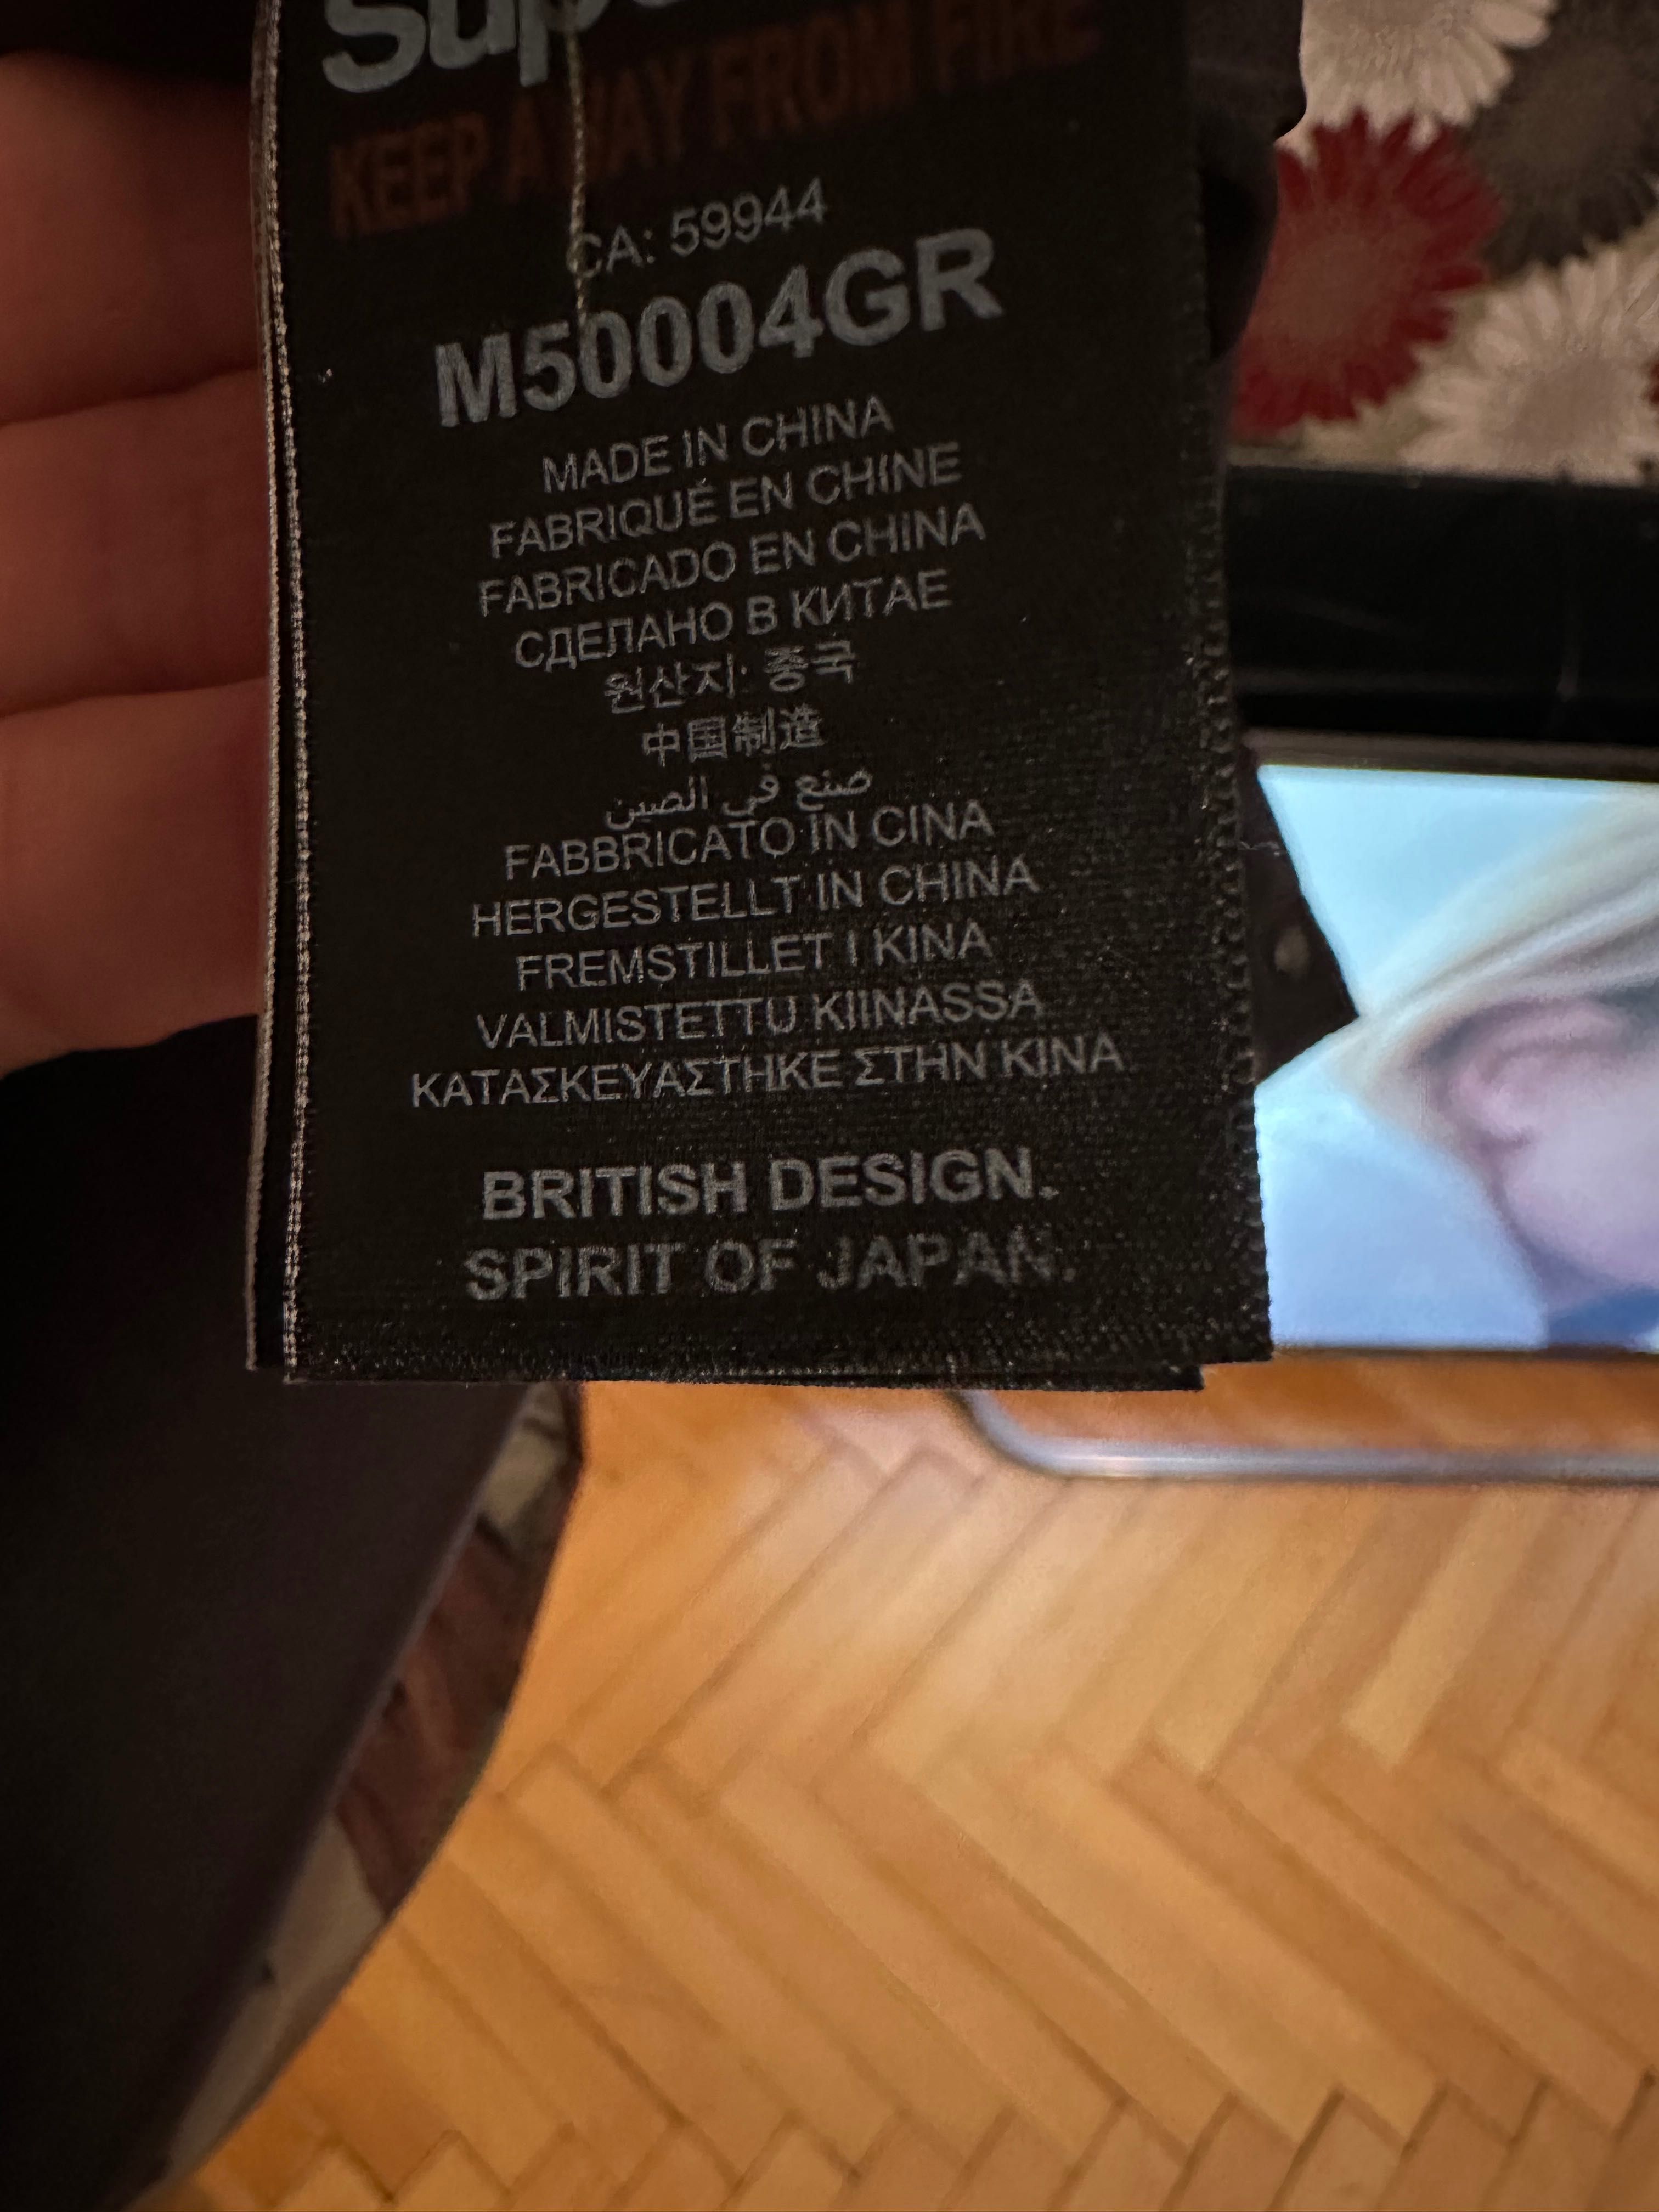 KEEP AWAY FROM FIRE
CA: 59944
M50004GR
MADE IN CHINA
FABRIQUÉ EN CHINE
FABRICADO EN CHINA
СДЕЛАНО В КИТАЕ
원산지: 중국
中国制造
صنع في الصين
FABBRICATO IN CINA
HERGESTELLT IN CHINA
FREMSTILLET I KINA
VALMISTETTU KIINASSA
ΚΑΤΑΣΚΕΥΑΣΤΗΚΕ ΣΤΗΝ ΚΙΝΑ
BRITISH DESIGN.
SPIRIT OF JAPAN.